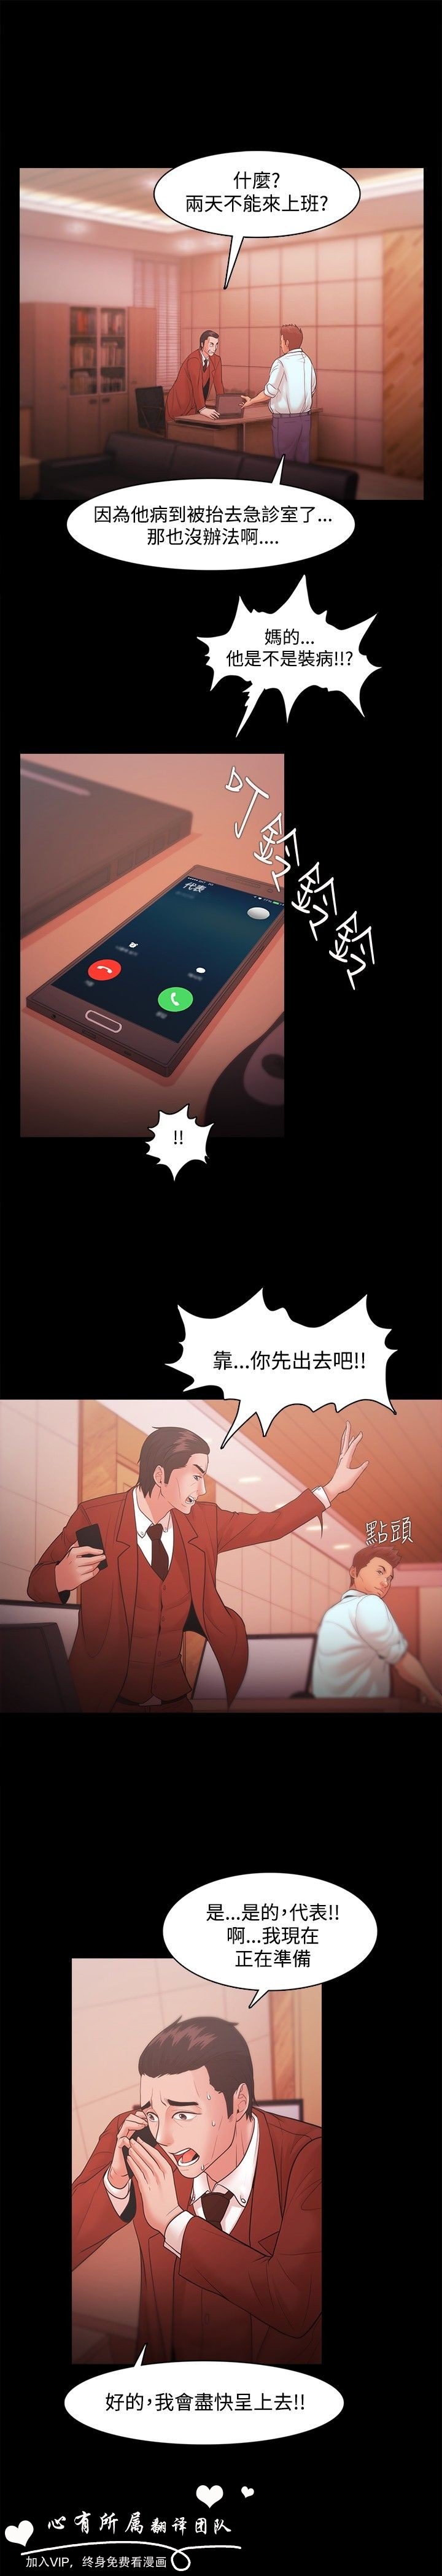 什麼?
兩天不能來上班?
因為他病到被抬去急診室了...
那也沒辦法啊....
媽的...
他是不是裝病!!?
叮鈴鈴鈴
代表
!!
靠...你先出去吧!!
點頭
是...是的,代表!!
啊...我現在
正在準備
好的,我會盡快呈上去!!
心有所属翻译团队
加入VIP，终身免费看漫画